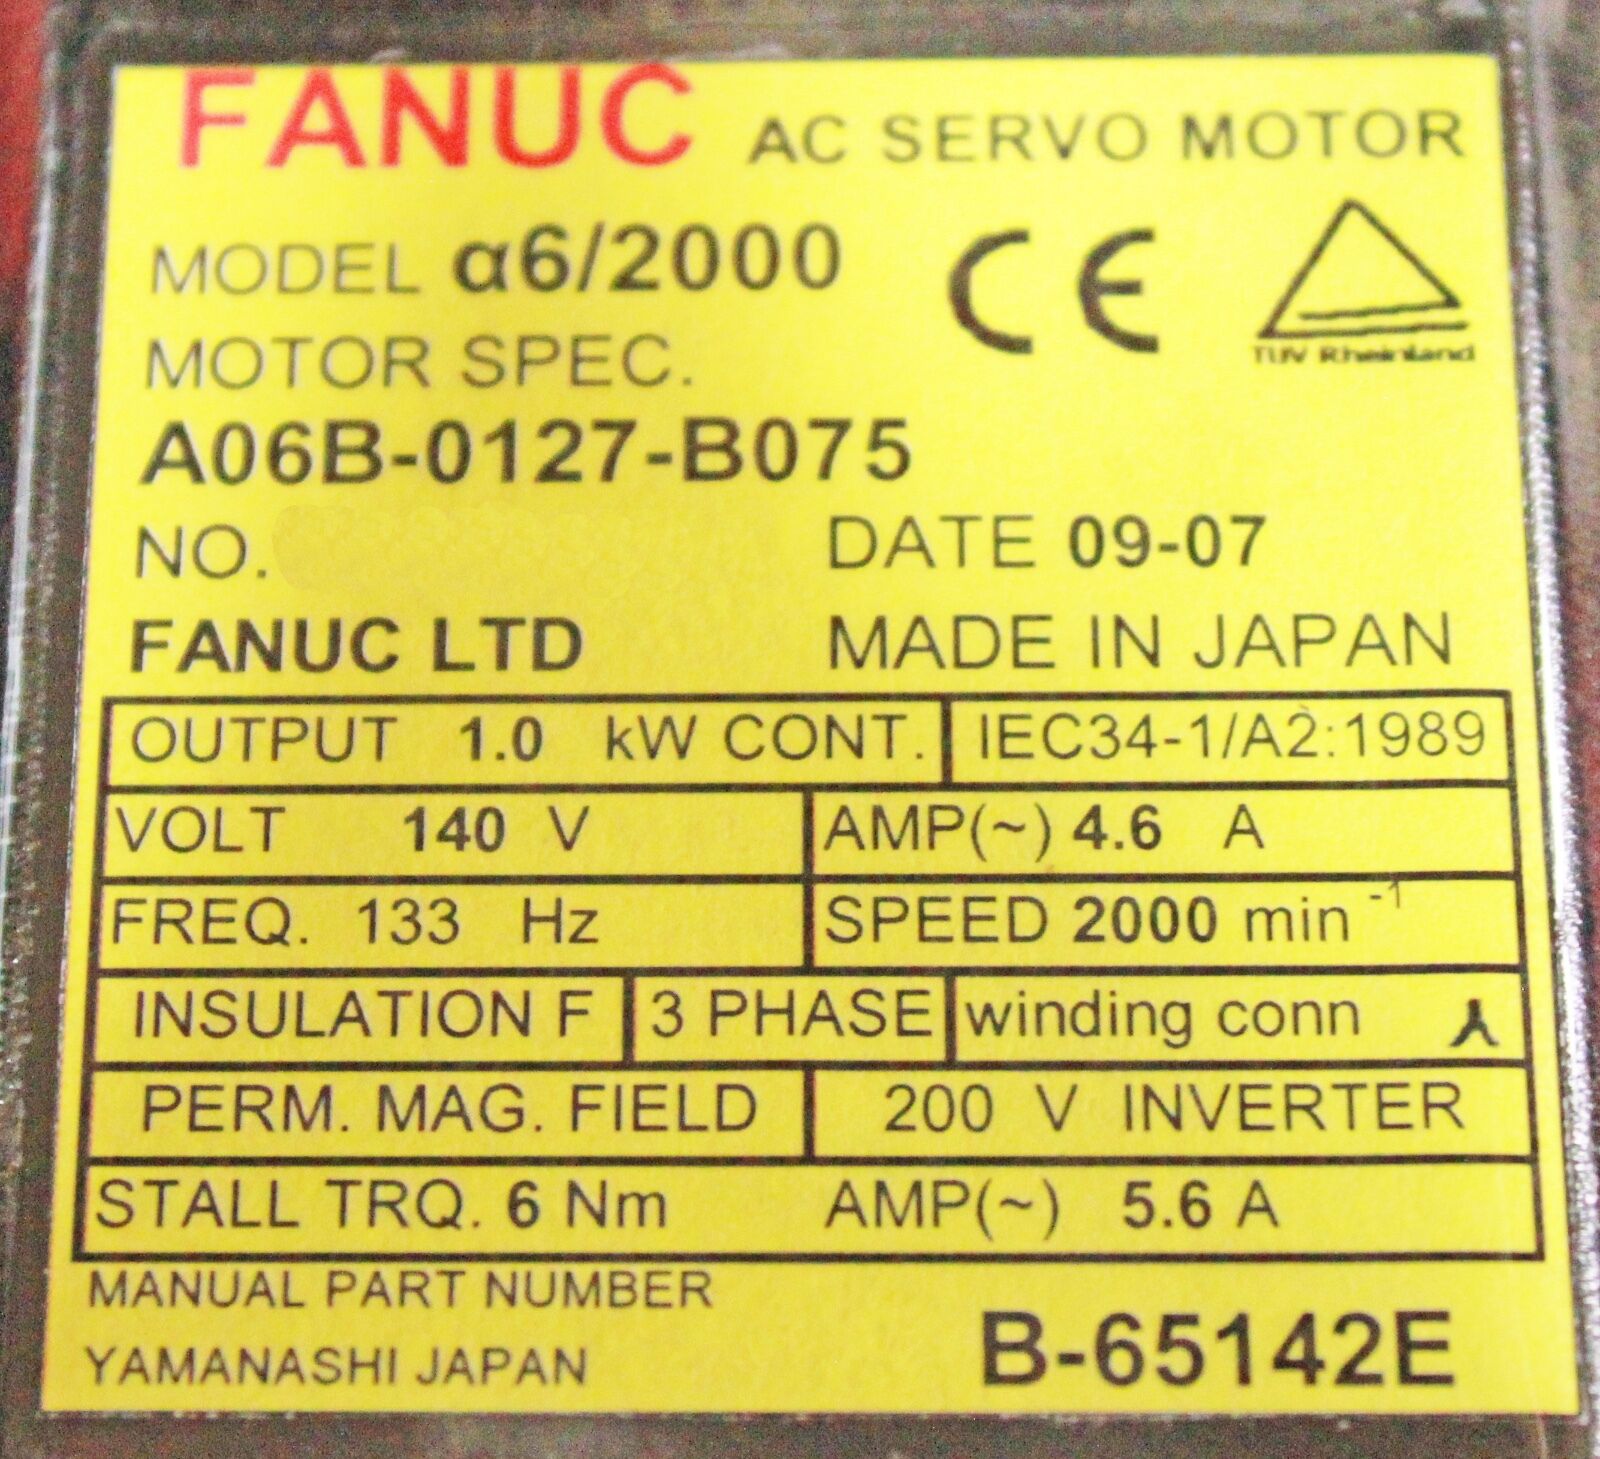 FANUC AC SERVO MOTOR
MODEL α6/2000
TUV Rheinland
MOTOR SPEC.
A06B-0127-B075
NO. DATE 09-07
FANUC LTD MADE IN JAPAN
OUTPUT 1.0 kW CONT. IEC34-1/A2:1989
VOLT 140 V AMP(~) 4.6 A
FREQ. 133 Hz SPEED 2000 min⁻¹
INSULATION F 3 PHASE winding conn
PERM. MAG. FIELD 200 V INVERTER
STALL TRQ. 6 Nm AMP(~) 5.6 A
MANUAL PART NUMBER
YAMANASHI JAPAN B-65142E